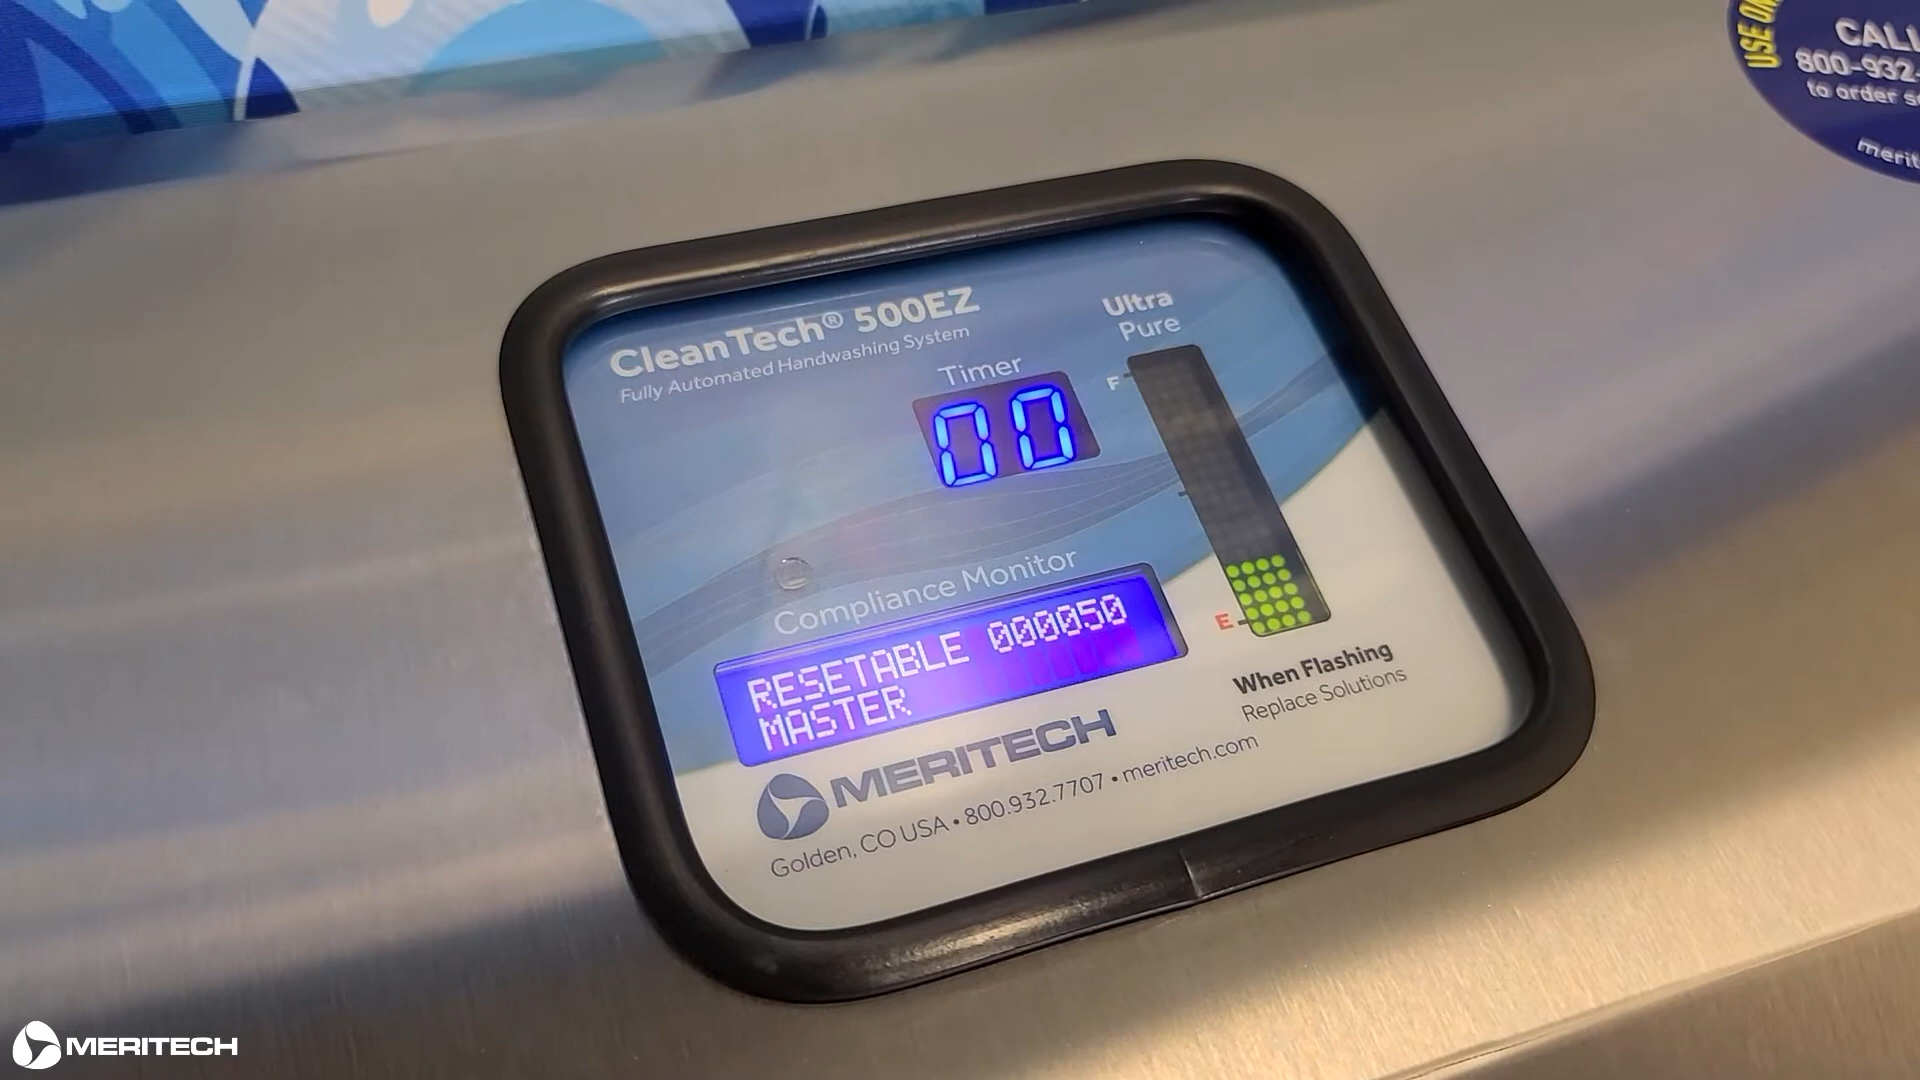 USE
CALL
800-932-
to order
CleanTech® 500EZ
Fully Automated Handwashing System
Timer
00
Ultra
Pure
F
E
Compliance Monitor
RESETABLE 000050
MASTER
When Flashing
Replace Solutions
MERITECH
Golden, CO USA • 800.932.7707 • meritech.com
MERITECH